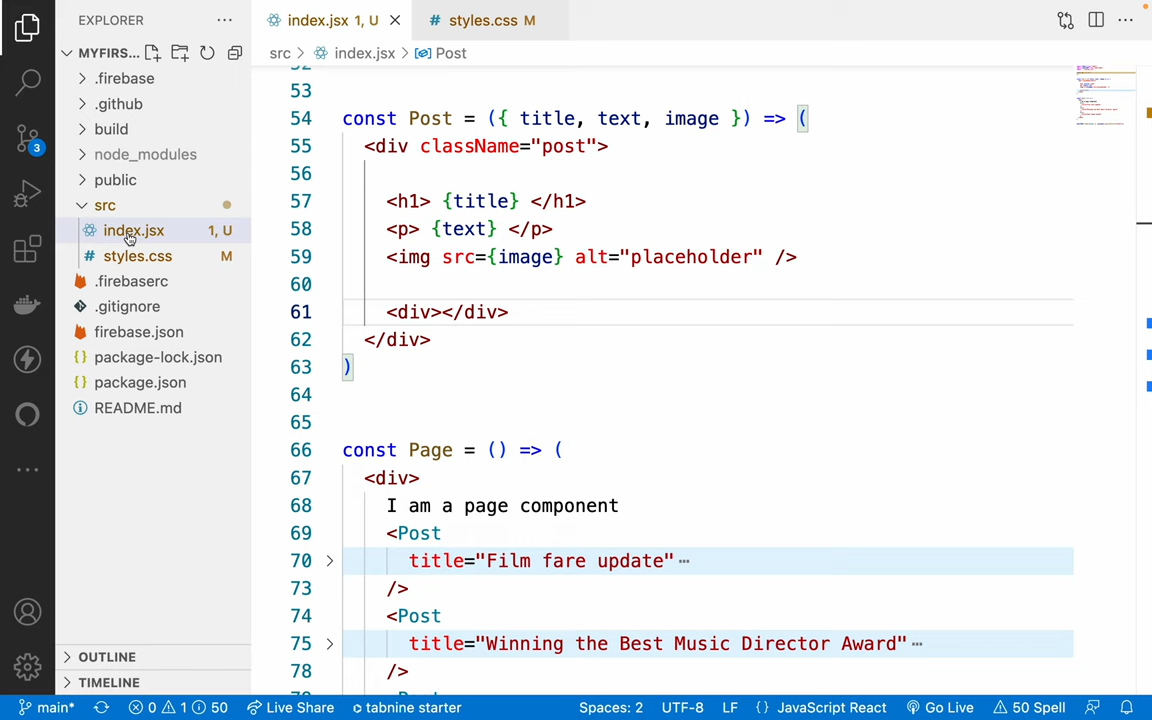 EXPLORER
MYFIRS...
.firebase
.github
build
node_modules
public
src
index.jsx 1, U
# styles.css M
.firebaserc
.gitignore
firebase.json
{} package-lock.json
{} package.json
README.md
OUTLINE
TIMELINE
3
index.jsx 1, U
# styles.css M
src > index.jsx > Post
52
53
54 const Post = ({ title, text, image }) => (
55 <div className="post">
56
57 <h1> {title} </h1>
58 <p> {text} </p>
59 <img src={image} alt="placeholder" />
60
61 <div></div>
62 </div>
63 )
64
65
66 const Page = () => (
67 <div>
68 I am a page component
69 <Post
70 title="Film fare update" ...
73 />
74 <Post
75 title="Winning the Best Music Director Award" ...
78 />
main* 0 1 50 Live Share tabnine starter Spaces: 2 UTF-8 LF {} JavaScript React Go Live 50 Spell